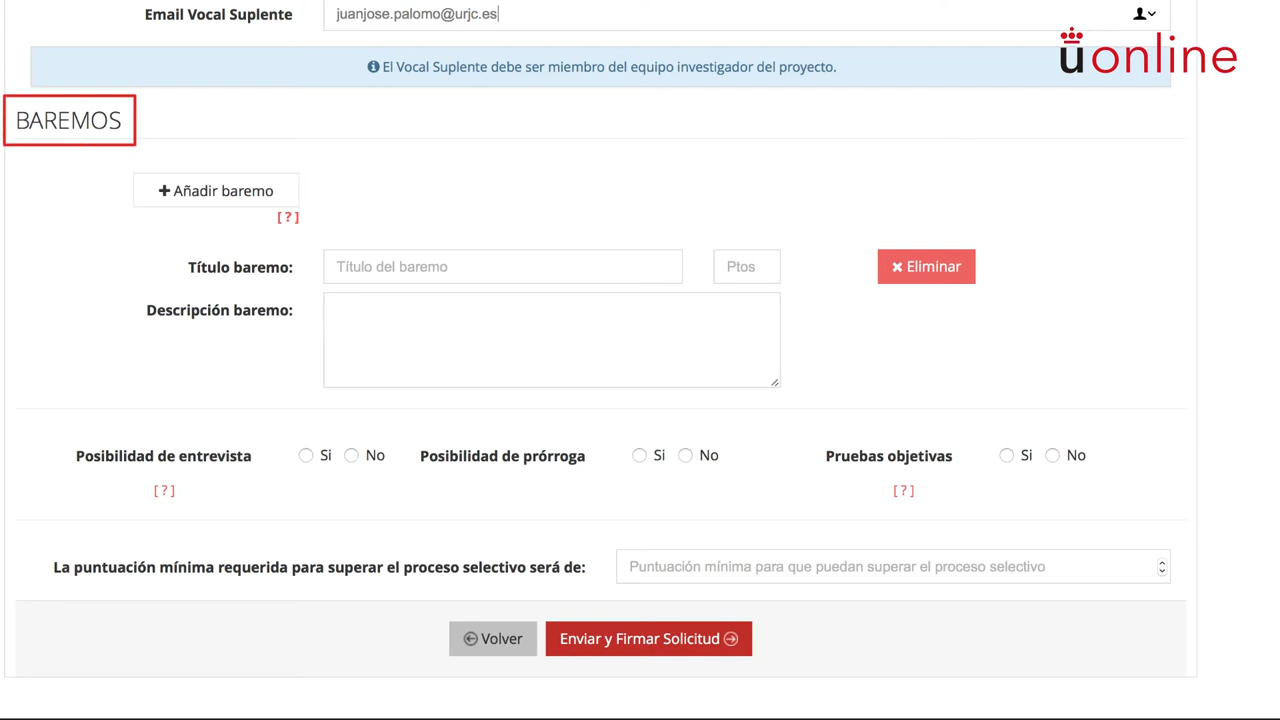 Email Vocal Suplente juanjose.palomo@urjc.es
El Vocal Suplente debe ser miembro del equipo investigador del proyecto.
uonline
BAREMOS
Añadir baremo
[ ? ]
Título baremo: Título del baremo Ptos Eliminar
Descripción baremo:
Posibilidad de entrevista Si No Posibilidad de prórroga Si No Pruebas objetivas Si No
[ ? ] [ ? ]
La puntuación mínima requerida para superar el proceso selectivo será de: Puntuación mínima para que puedan superar el proceso selectivo
Volver Enviar y Firmar Solicitud